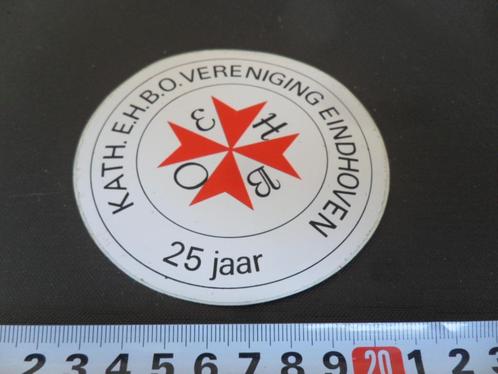 KATH. E.H.B.O. VERENIGING EINDHOVEN
E H
O B
25 jaar
2 3 4 5 6 7 8 9 20 1 2 3